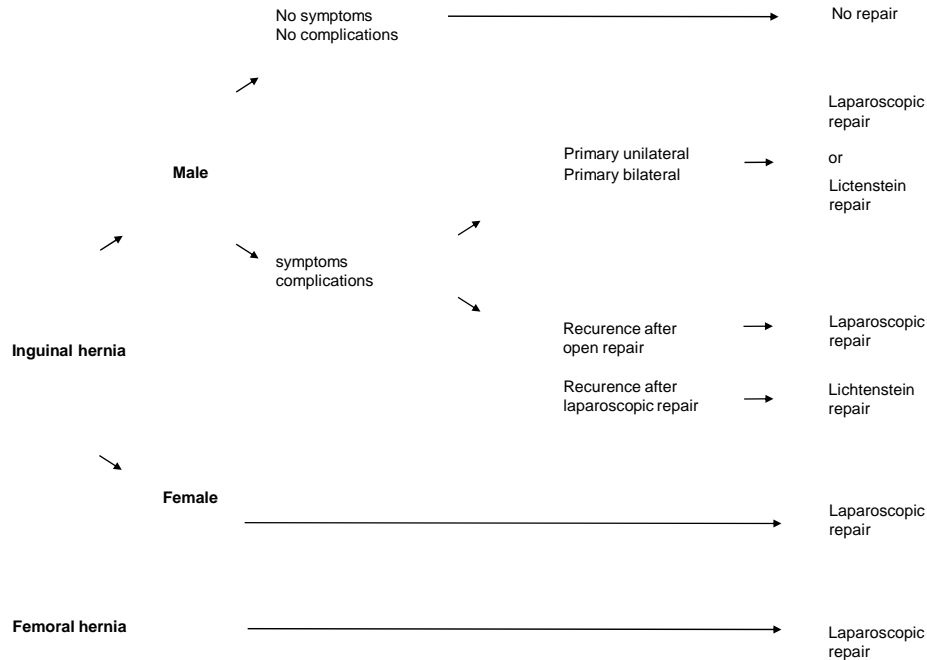 No symptoms
No complications
No repair
Laparoscopic
repair
Male
Primary unilateral
Primary bilateral
or
Lictenstein
repair
symptoms
complications
Inguinal hernia
Recurence after
open repair
Laparoscopic
repair
Recurence after
laparoscopic repair
Lichtenstein
repair
Female
Laparoscopic
repair
Femoral hernia
Laparoscopic
repair